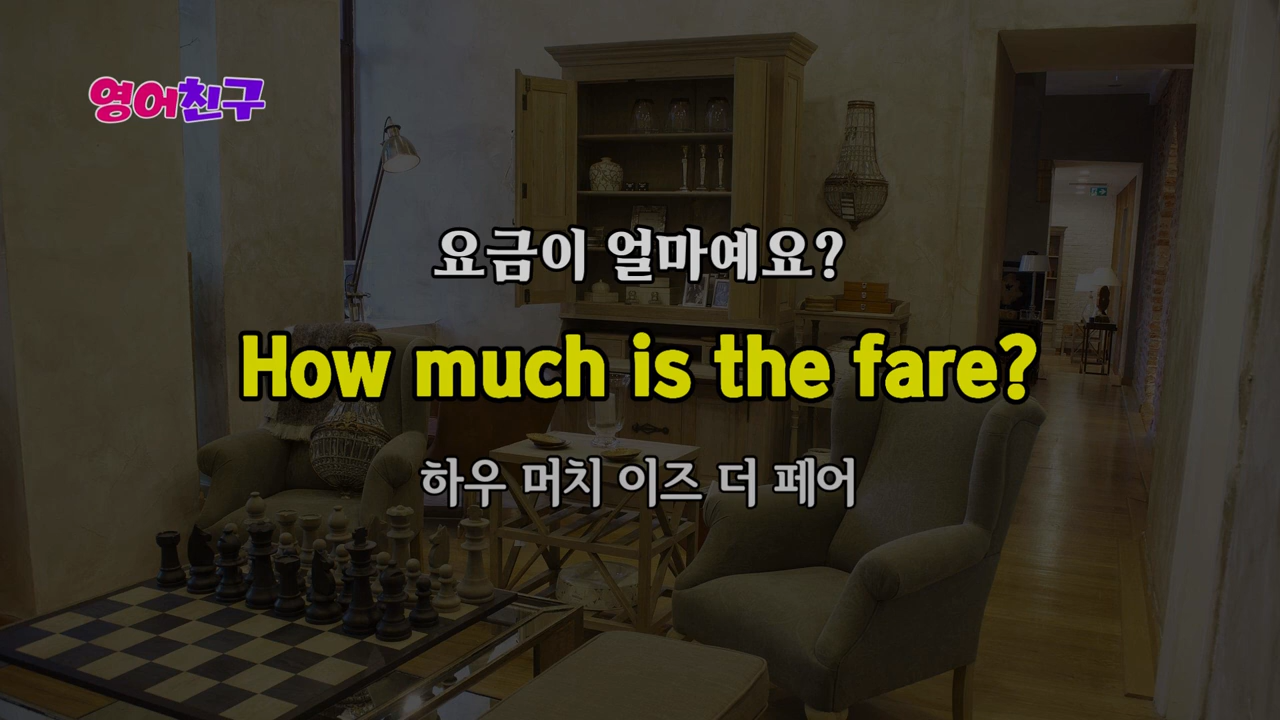 영어친구
요금이 얼마예요?
How much is the fare?
하우 머치 이즈 더 페어